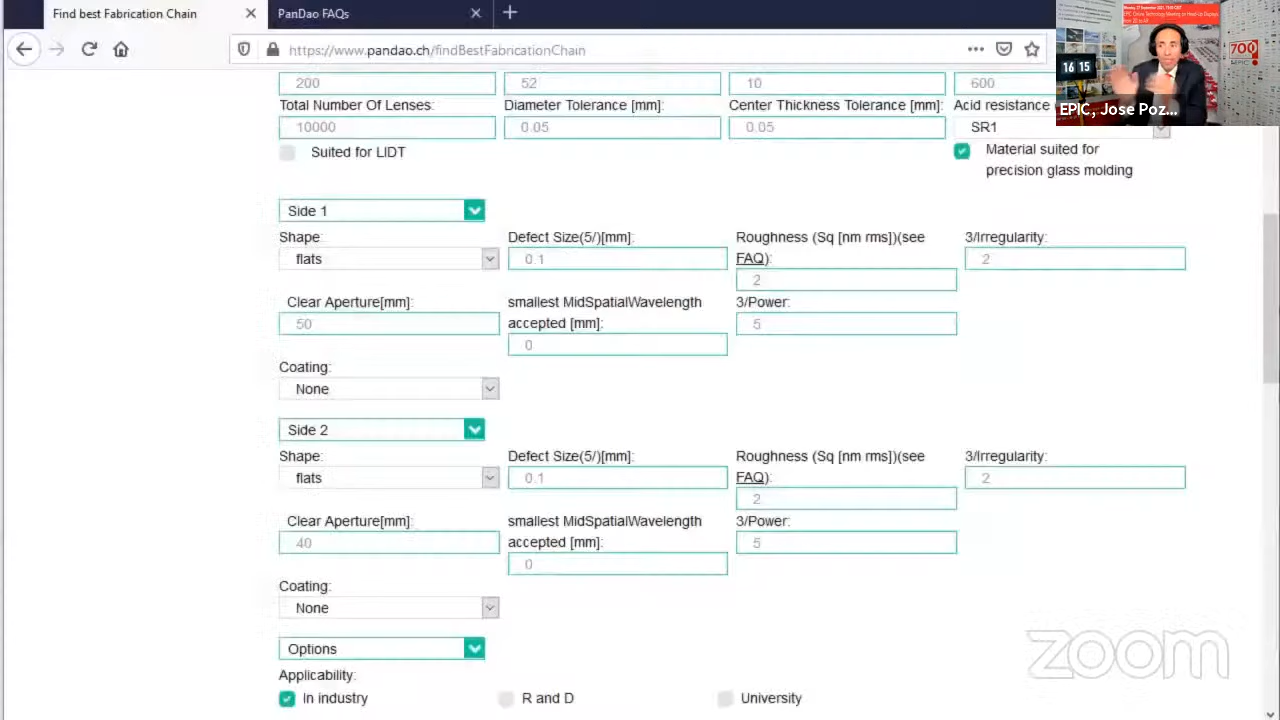 Find best Fabrication Chain
PanDao FAQs
https://www.pandao.ch/findBestFabricationChain
200 52 10 600
Total Number Of Lenses: Diameter Tolerance [mm]: Center Thickness Tolerance [mm]: Acid resistance
10000 0.05 0.05 SR1
Suited for LIDT
Material suited for
precision glass molding
Side 1
Shape: Defect Size(5/)[mm]: Roughness (Sq [nm rms])(see 3/Irregularity:
FAQ):
flats 0.1 2
2
Clear Aperture[mm]: smallest MidSpatialWavelength 3/Power:
accepted [mm]:
50 5
0
Coating:
None
Side 2
Shape: Defect Size(5/)[mm]: Roughness (Sq [nm rms])(see 3/Irregularity:
FAQ):
flats 0.1 2
2
Clear Aperture[mm]: smallest MidSpatialWavelength 3/Power:
accepted [mm]:
40 5
0
Coating:
None
Options
Applicability:
In industry R and D University
16 15
700
EPIC
EPIC, Jose Poz...
zoom